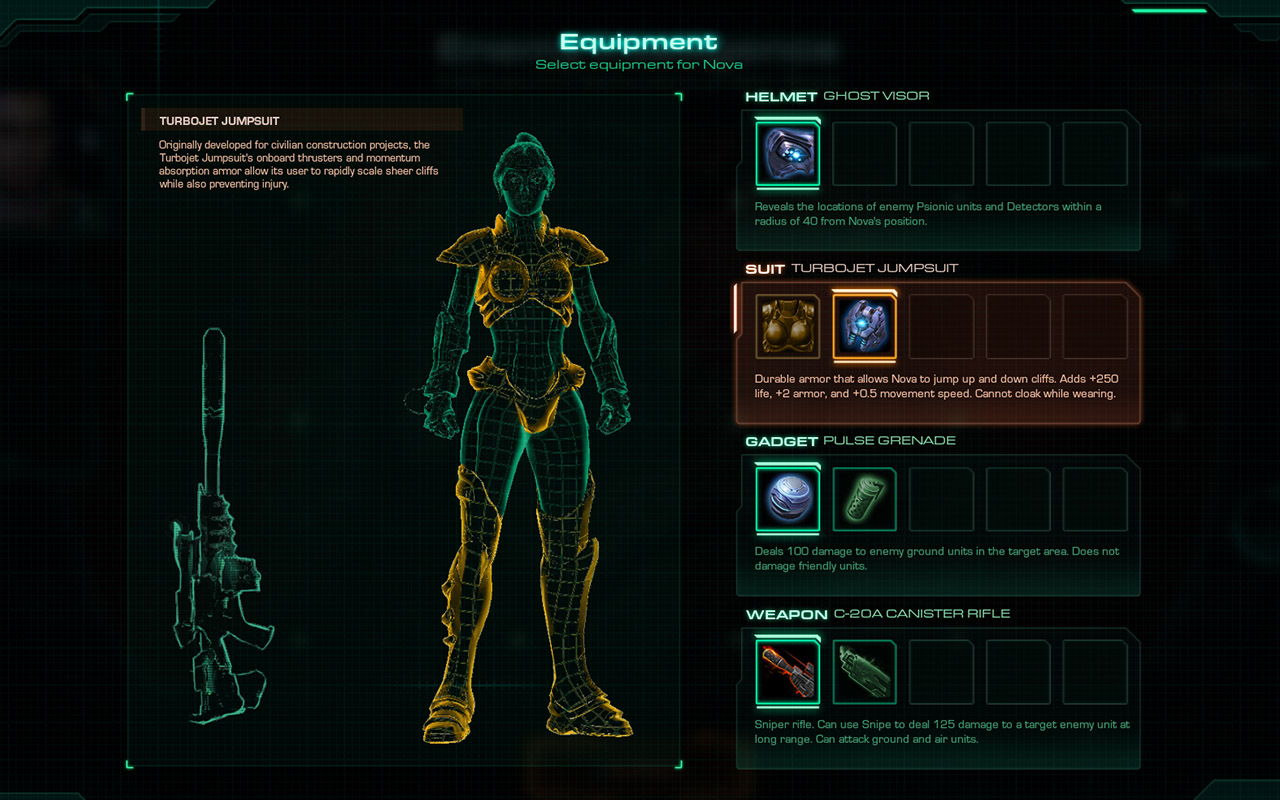 Equipment
Select equipment for Nova
TURBOJET JUMPSUIT
Originally developed for civilian construction projects, the
Turbojet Jumpsuit's onboard thrusters and momentum
absorption armor allow its user to rapidly scale sheer cliffs
while also preventing injury.
HELMET GHOST VISOR
Reveals the locations of enemy Psionic units and Detectors within a
radius of 40 from Nova's position.
SUIT TURBOJET JUMPSUIT
Durable armor that allows Nova to jump up and down cliffs. Adds +250
life, +2 armor, and +0.5 movement speed. Cannot cloak while wearing.
GADGET PULSE GRENADE
Deals 100 damage to enemy ground units in the target area. Does not
damage friendly units.
WEAPON C-20A CANISTER RIFLE
Sniper rifle. Can use Snipe to deal 125 damage to a target enemy unit at
long range. Can attack ground and air units.